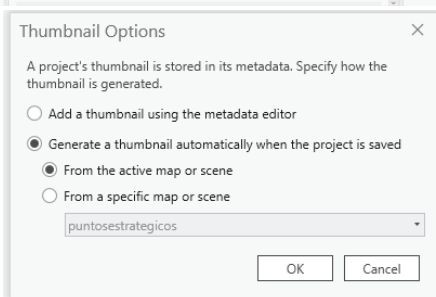 Thumbnail Options
A project's thumbnail is stored in its metadata. Specify how the
thumbnail is generated.
Add a thumbnail using the metadata editor
Generate a thumbnail automatically when the project is saved
From the active map or scene
From a specific map or scene
puntosestrategicos
OK Cancel